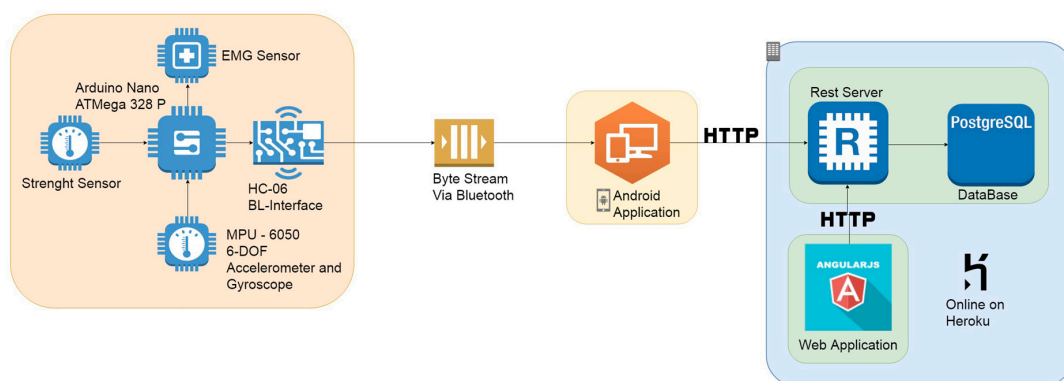 EMG Sensor
Arduino Nano
ATMega 328 P
Strenght Sensor
HC-06
BL-Interface
MPU - 6050
6-DOF
Accelerometer and
Gyroscope
Byte Stream
Via Bluetooth
Android
Application
HTTP
Rest Server
R
PostgreSQL
DataBase
HTTP
ANGULARJS
A
Web Application
Online on
Heroku